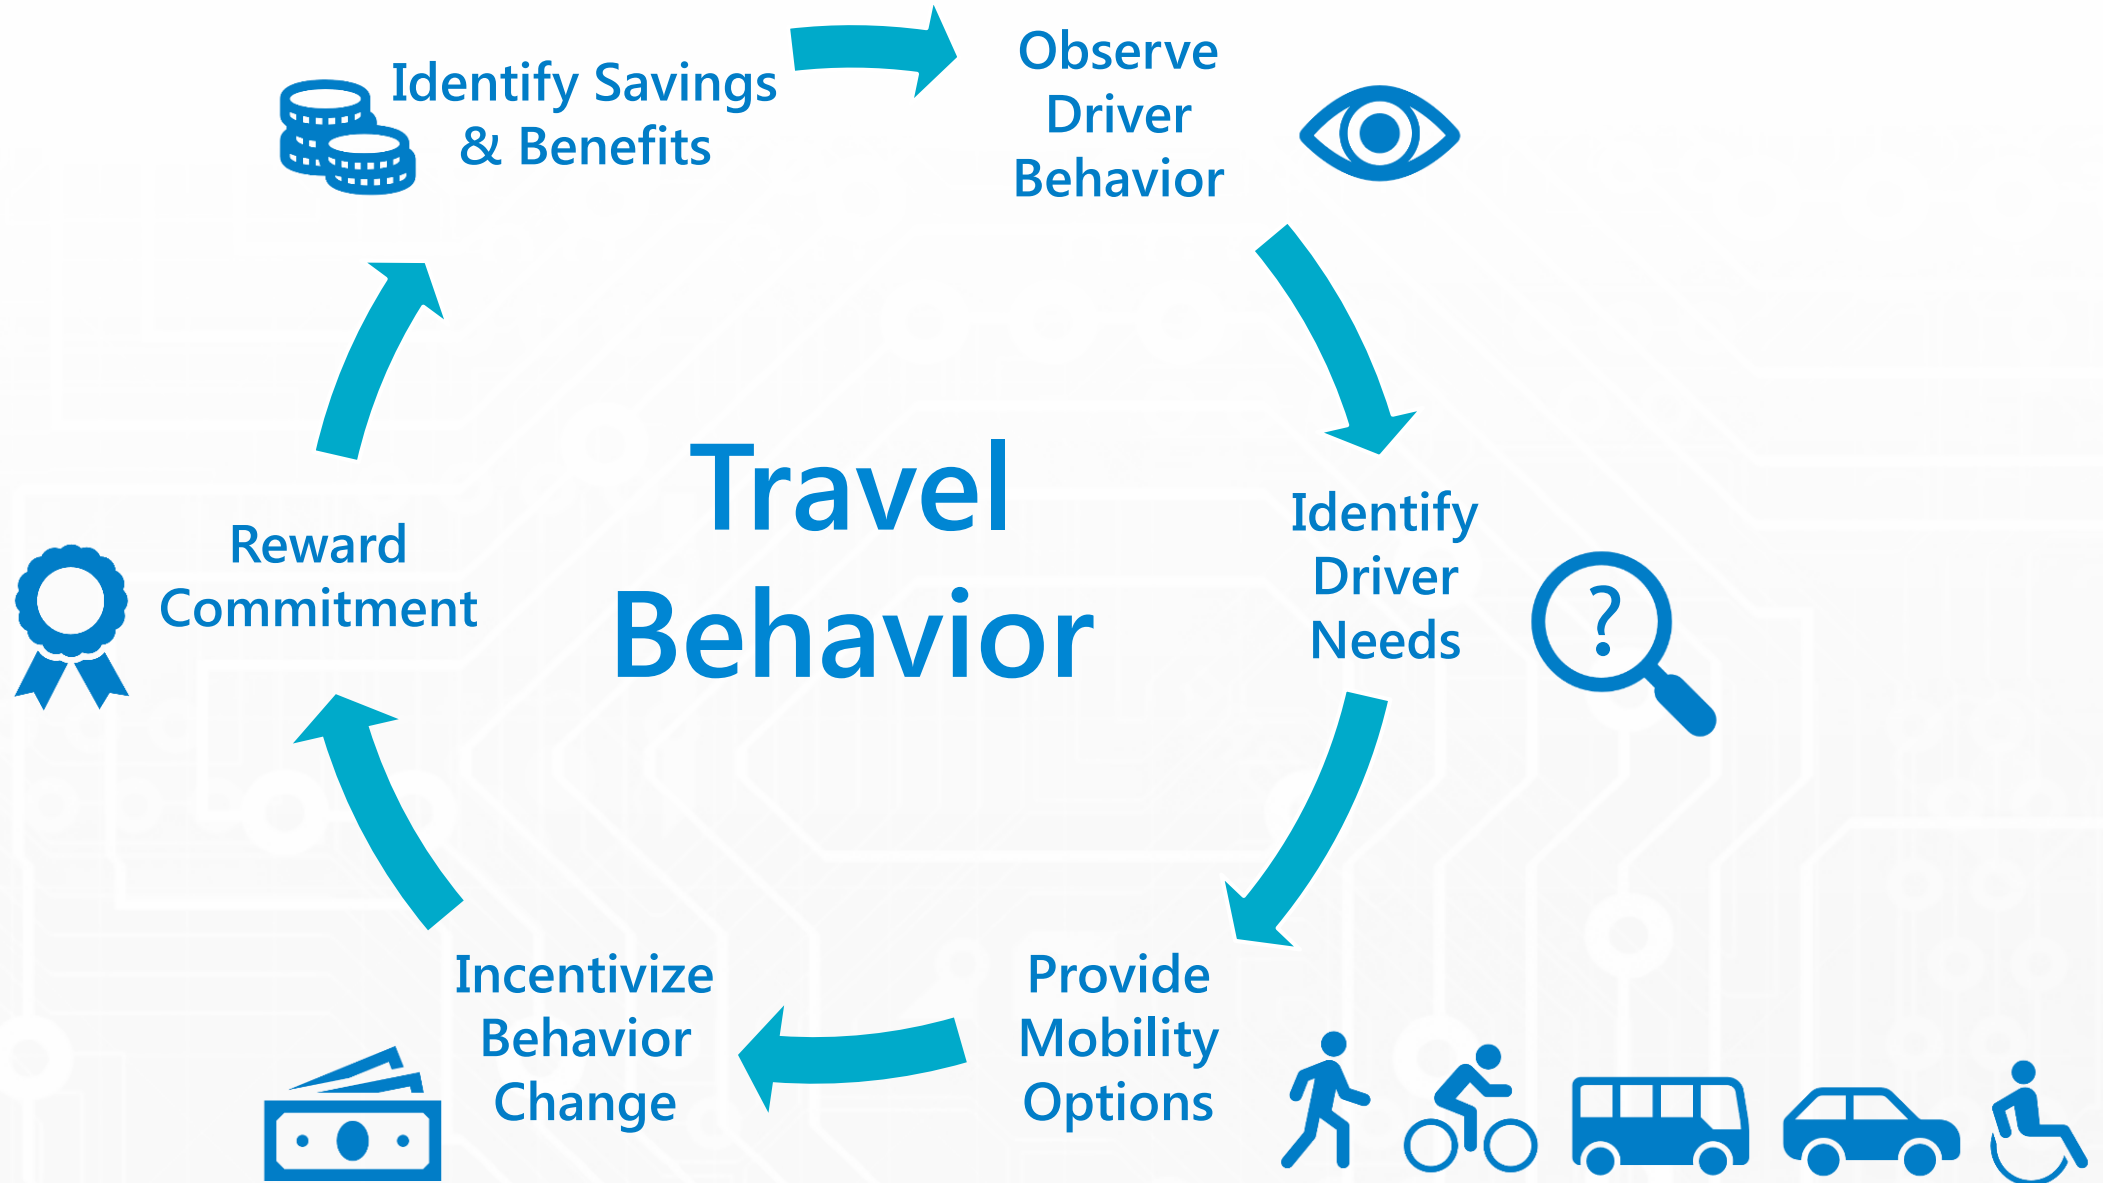 Identify Savings
& Benefits
Observe
Driver
Behavior
Identify
Driver
Needs
Provide
Mobility
Options
Incentivize
Behavior
Change
Reward
Commitment
Travel
Behavior
?